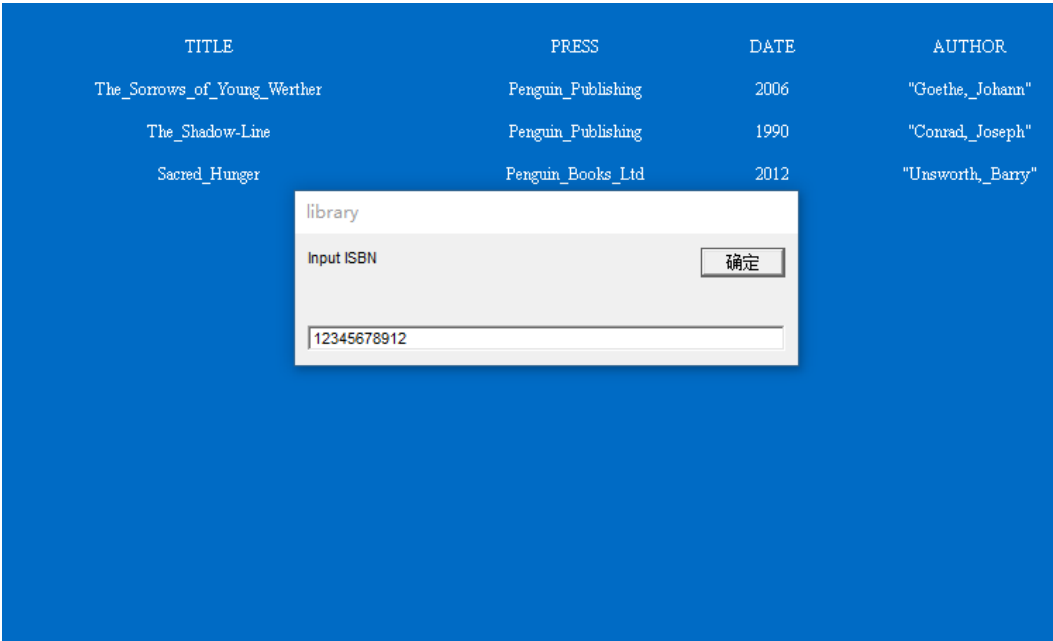 TITLE PRESS DATE AUTHOR
The_Sorrows_of_Young_Werther Penguin_Publishing 2006 "Goethe,_Johann"
The_Shadow-Line Penguin_Publishing 1990 "Conrad,_Joseph"
Sacred_Hunger Penguin_Books_Ltd 2012 "Unsworth,_Barry"
library
Input ISBN 确定
12345678912